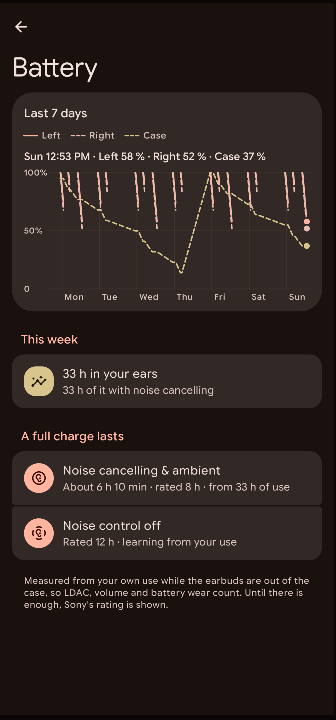 Battery
Last 7 days
Left Right Case
Sun 12:53 PM · Left 58 % · Right 52 % · Case 37 %
100%
50%
0
Mon Tue Wed Thu Fri Sat Sun
This week
33 h in your ears
33 h of it with noise cancelling
A full charge lasts
Noise cancelling & ambient
About 6 h 10 min · rated 8 h · from 33 h of use
Noise control off
Rated 12 h · learning from your use
Measured from your own use while the earbuds are out of the
case, so LDAC, volume and battery wear count. Until there is
enough, Sony's rating is shown.